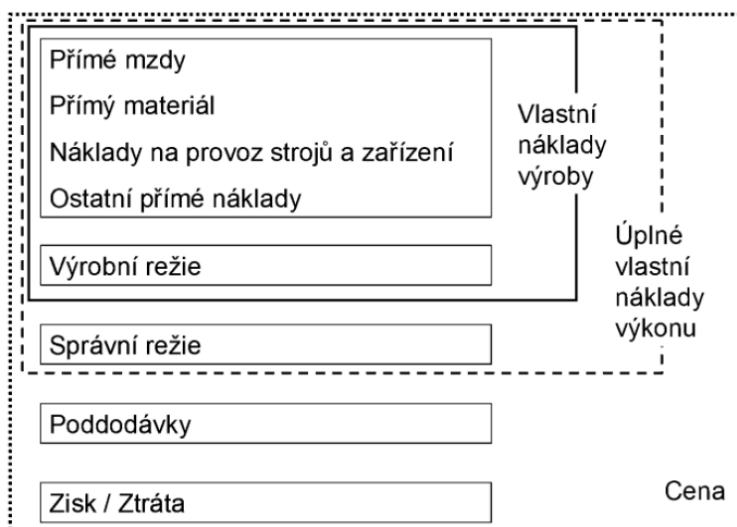 Přímé mzdy
Přímý materiál
Náklady na provoz strojů a zařízení
Ostatní přímé náklady
Vlastní
náklady
výroby
Výrobní režie
Úplné
vlastní
náklady
výkonu
Správní režie
Poddodávky
Zisk / Ztráta
Cena